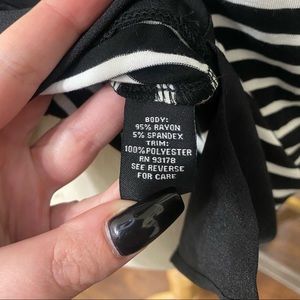 BODY:
95% RAYON
5% SPANDEX
TRIM:
100%POLYESTER
RN 93178
SEE REVERSE
FOR CARE